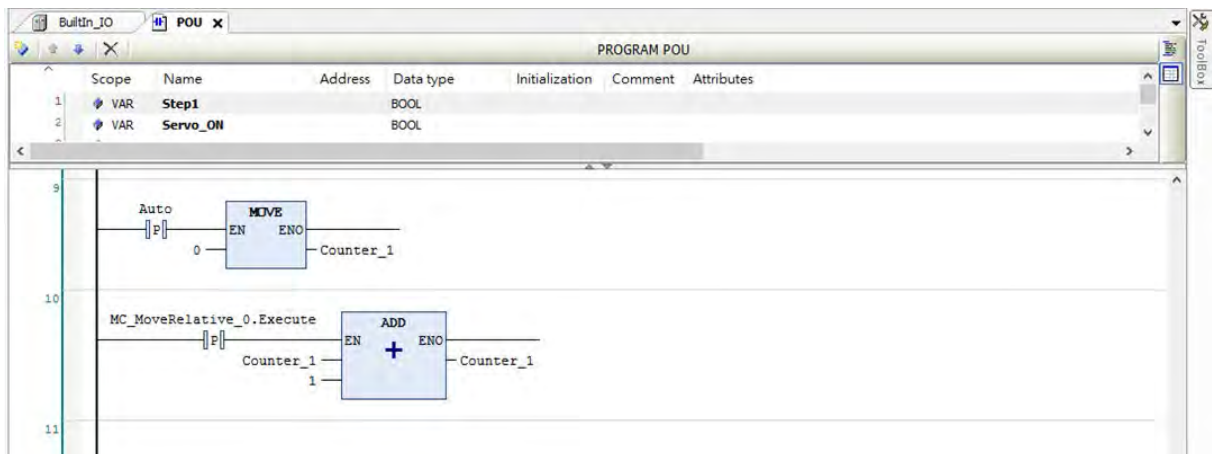 BuiltIn_IO POU X
PROGRAM POU
ToolBox
Scope Name Address Data type Initialization Comment Attributes
1 VAR Step1 BOOL
2 VAR Servo_ON BOOL
9
Auto MOVE
P EN ENO
0 Counter_1
10
MC_MoveRelative_0.Execute ADD
P EN ENO
Counter_1 + Counter_1
1
11